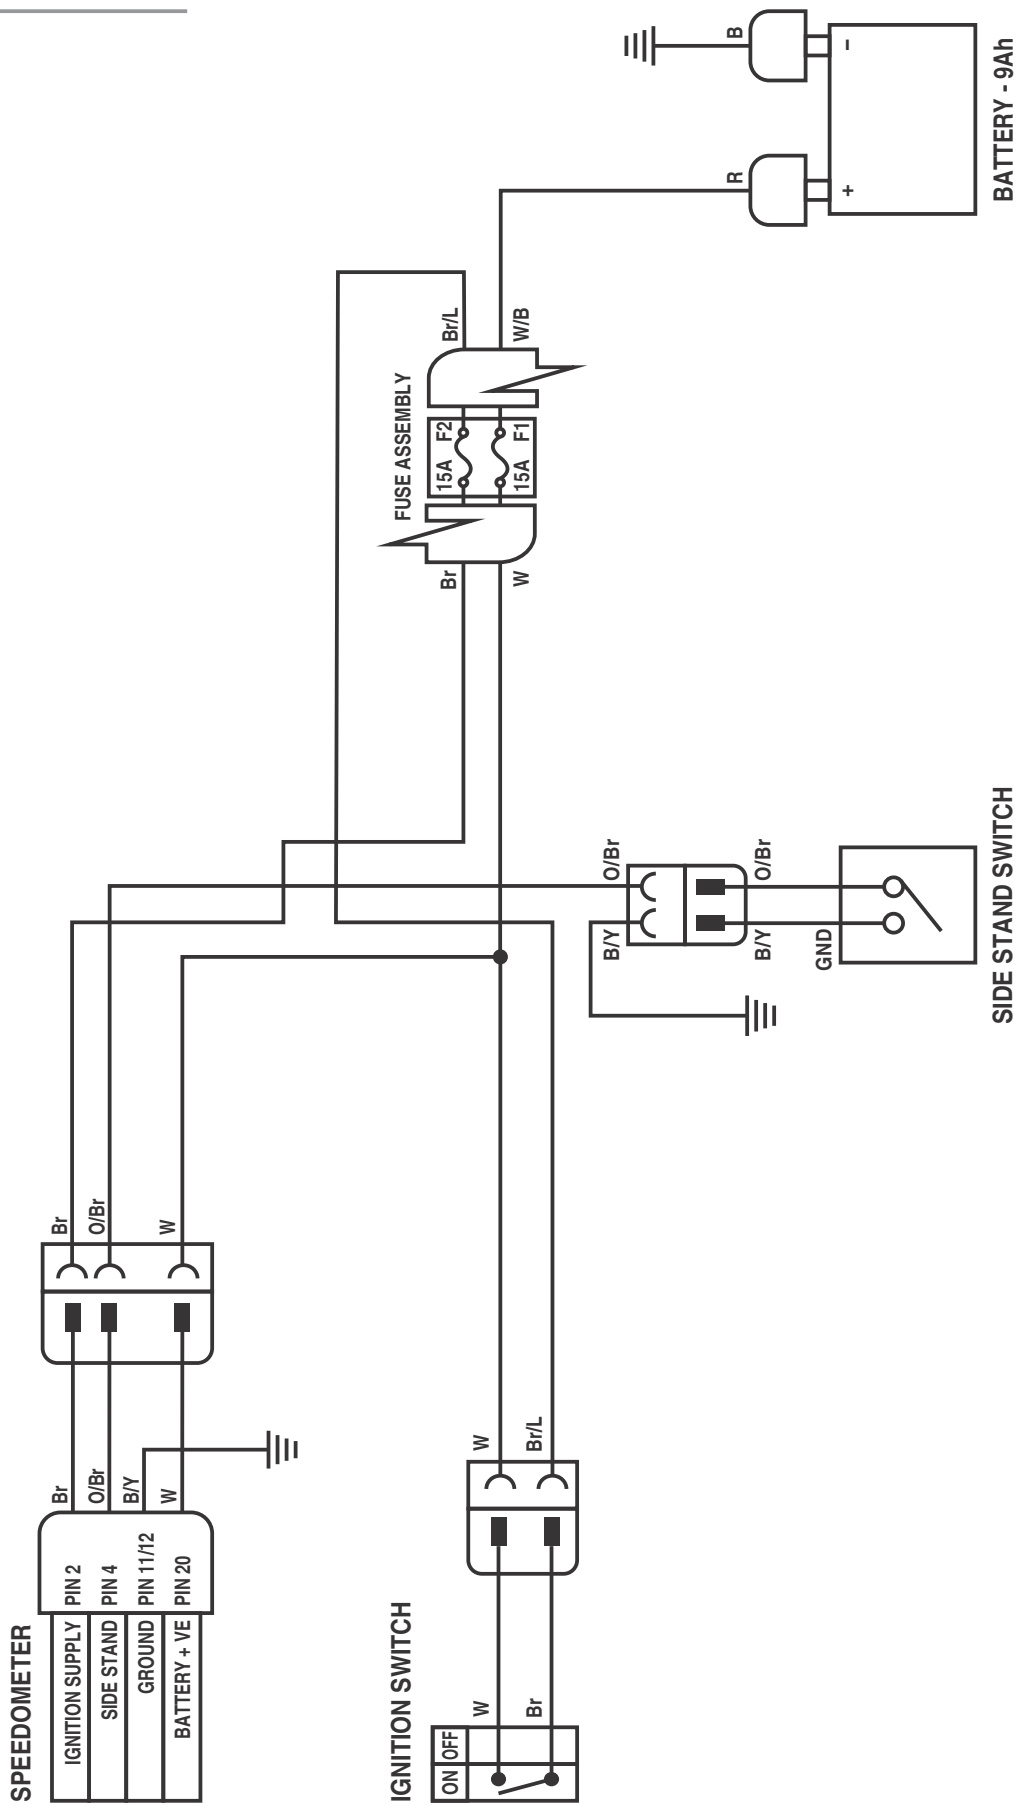 SPEEDOMETER
IGNITION SUPPLY
PIN 2
Br
Br
SIDE STAND
PIN 4
O/Br
O/Br
GROUND
PIN 11/12
B/Y
BATTERY + VE
PIN 20
W
W
IGNITION SWITCH
ON
OFF
W
W
Br
Br/L
FUSE ASSEMBLY
Br
15A
F2
Br/L
W
15A
F1
W/B
B/Y
O/Br
B/Y
O/Br
GND
SIDE STAND SWITCH
R
B
+
–
BATTERY - 9Ah